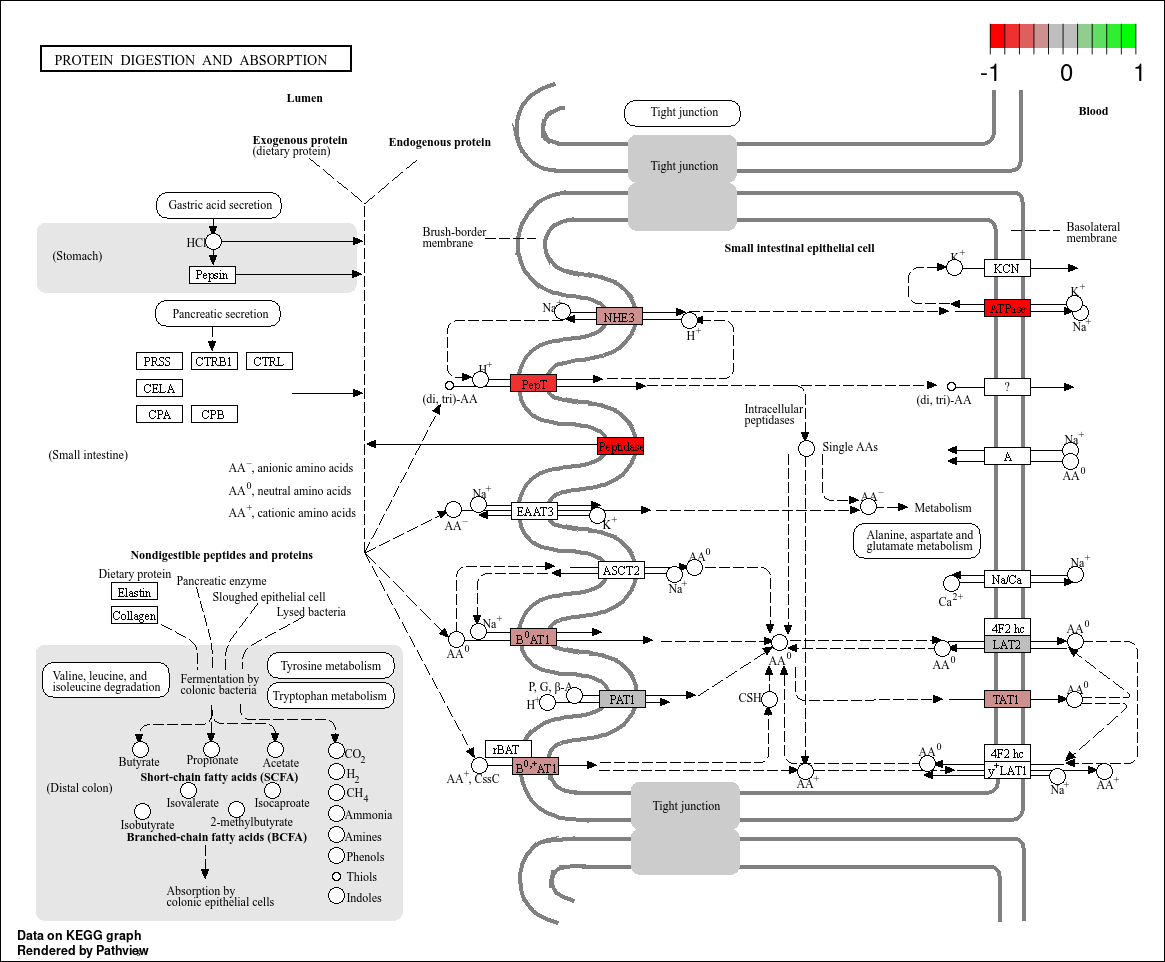 -1 0 1
PROTEIN DIGESTION AND ABSORPTION
Lumen
Blood
Tight junction
Exogenous protein
(dietary protein)
Endogenous protein
Tight junction
Gastric acid secretion
Brush-border
membrane
Basolateral
membrane
HCl
(Stomach)
Small intestinal epithelial cell
Pepsin
K+
KCN
Pancreatic secretion
Na+
NHE3
H+
ATPase
K+
Na+
PRSS
CTRB1
CTRL
H+
CELA
PepT
(di, tri)-AA
?
(di, tri)-AA
CPA
CPB
Intracellular
peptidases
Peptidase
Single AAs
(Small intestine)
A
Na+
AA0
AA−, anionic amino acids
AA0, neutral amino acids
AA+, cationic amino acids
Na+
AA−
EAAT3
K+
AA−
Metabolism
Alanine, aspartate and
glutamate metabolism
Nondigestible peptides and proteins
Dietary protein
Pancreatic enzyme
Elastin
Sloughed epithelial cell
Collagen
Lysed bacteria
ASCT2
AA0
Na+
Na/Ca
Na+
Ca2+
Na+
AA0
B0AT1
AA0
4F2 hc
LAT2
AA0
AA0
Valine, leucine, and
isoleucine degradation
Fermentation by
colonic bacteria
Tyrosine metabolism
Tryptophan metabolism
P, G, β-A
H+
PAT1
CSH
TAT1
AA0
Butyrate
Propionate
Acetate
CO2
Short-chain fatty acids (SCFA)
H2
rBAT
B0,+AT1
AA+, CssC
AA+
AA0
4F2 hc
y+LAT1
Na+
AA+
(Distal colon)
Isovalerate
Isocaproate
CH4
Isobutyrate
2-methylbutyrate
Ammonia
Branched-chain fatty acids (BCFA)
Amines
Phenols
Thiols
Indoles
Absorption by
colonic epithelial cells
Tight junction
Data on KEGG graph
Rendered by Pathview